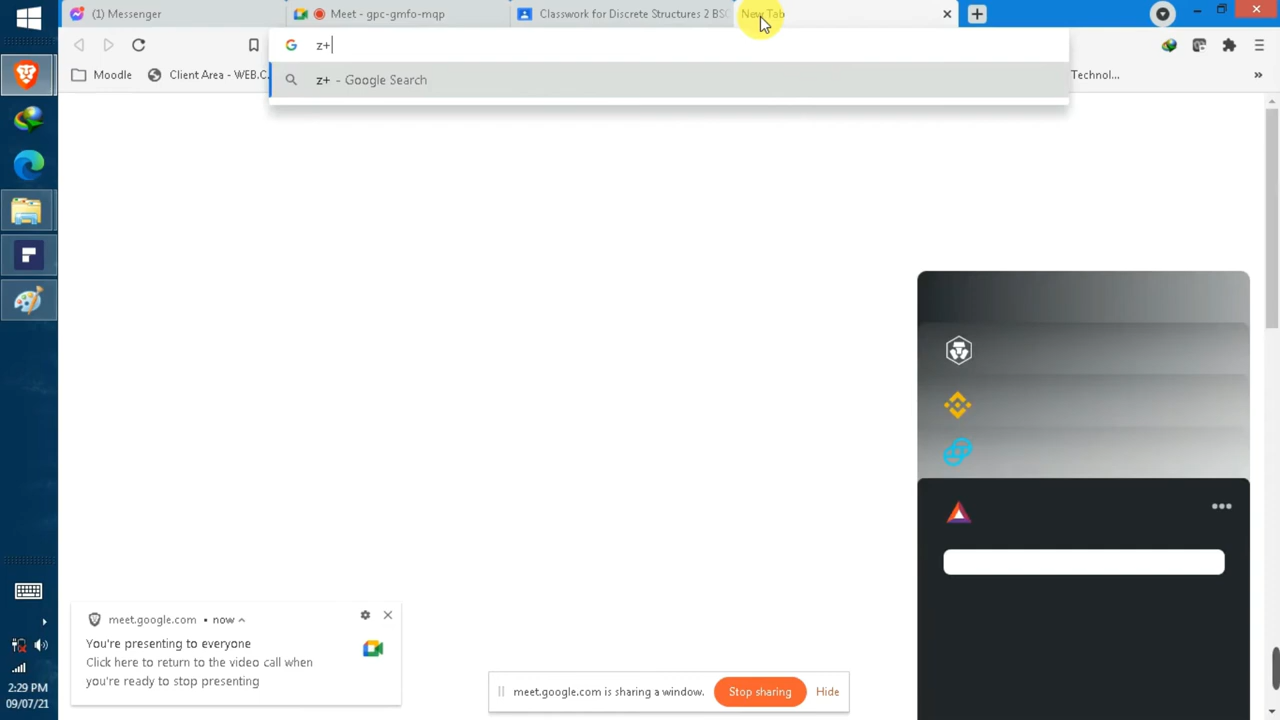 (1) Messenger
Meet - gpc-gmfo-mqp
Classwork for Discrete Structures 2 BSC
New Tab
z+
z+ - Google Search
Moodle
Client Area - WEB.C...
Technol...
»
meet.google.com • now
You're presenting to everyone
Click here to return to the video call when
you're ready to stop presenting
meet.google.com is sharing a window.
Stop sharing
Hide
2:29 PM
09/07/21